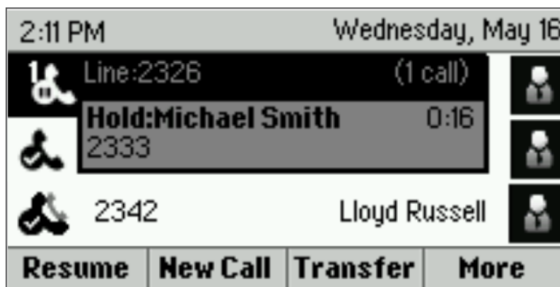 2:11 PM Wednesday, May 16
1 Line:2326 (1 call)
Hold:Michael Smith 0:16
2333
2342 Lloyd Russell
Resume New Call Transfer More